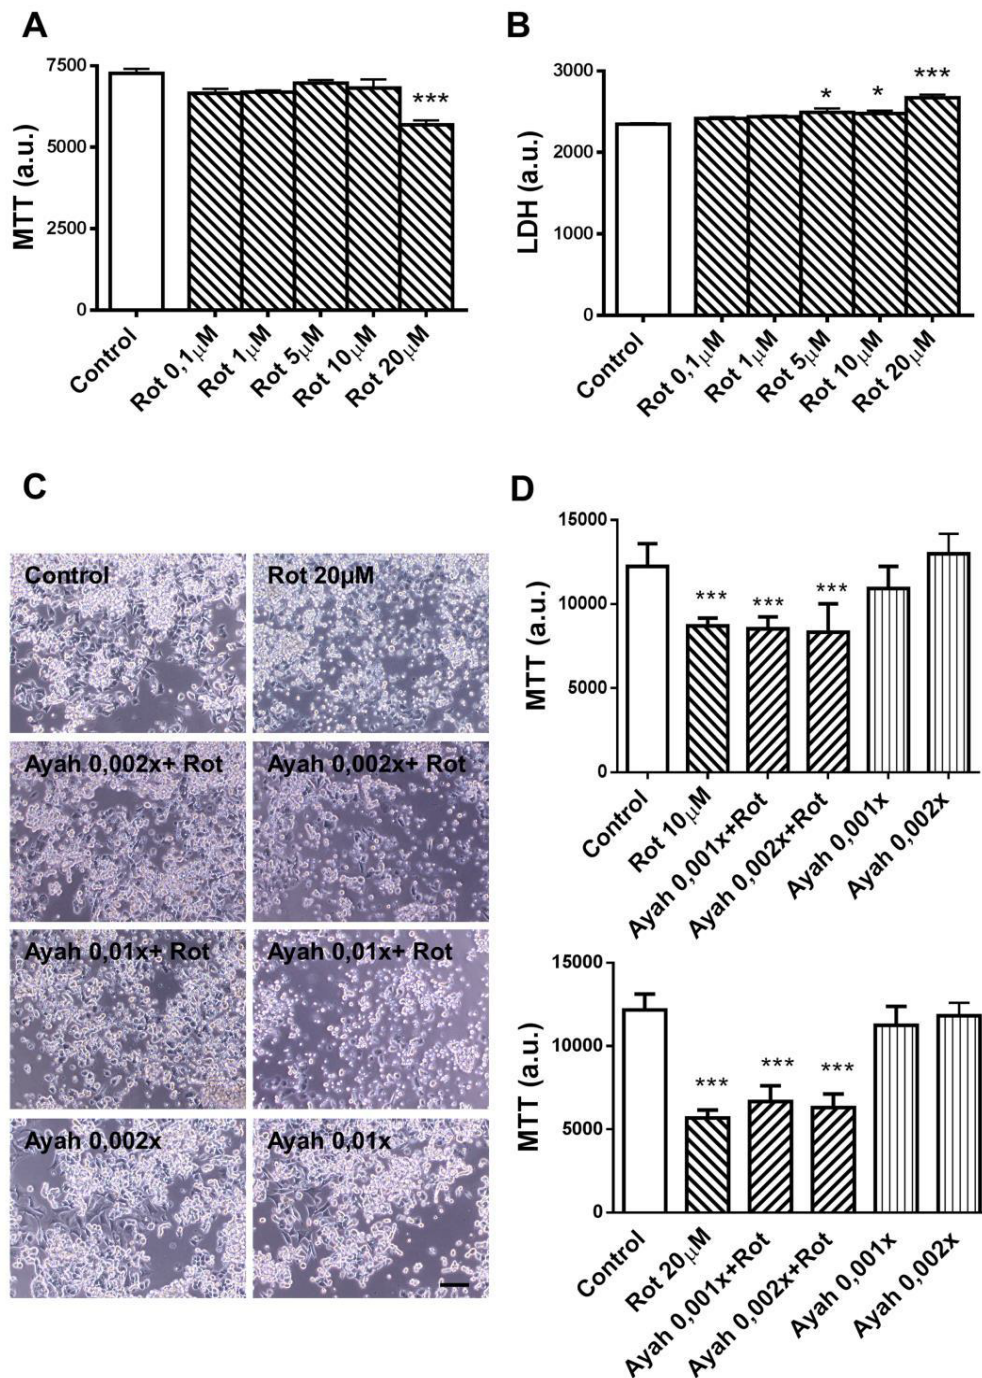 A
MTT (a.u.)
7500
5000
2500
0
***
Control
Rot 0,1µM
Rot 1µM
Rot 5µM
Rot 10µM
Rot 20µM
B
LDH (a.u.)
3000
2000
1000
0
*
*
***
Control
Rot 0,1µM
Rot 1µM
Rot 5µM
Rot 10µM
Rot 20µM
C
Control
Rot 20µM
Ayah 0,002x+ Rot
Ayah 0,002x+ Rot
Ayah 0,01x+ Rot
Ayah 0,01x+ Rot
Ayah 0,002x
Ayah 0,01x
D
MTT (a.u.)
15000
10000
5000
0
***
***
***
Control
Rot 10µM
Ayah 0,001x+Rot
Ayah 0,002x+Rot
Ayah 0,001x
Ayah 0,002x
MTT (a.u.)
15000
10000
5000
0
***
***
***
Control
Rot 20µM
Ayah 0,001x+Rot
Ayah 0,002x+Rot
Ayah 0,001x
Ayah 0,002x